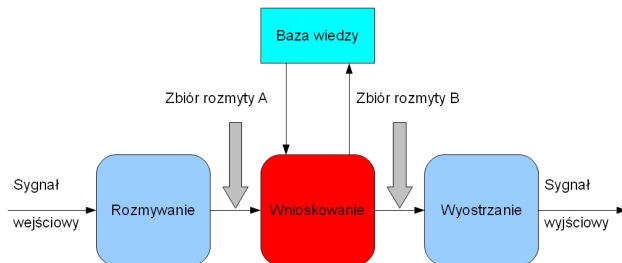 Baza wiedzy
Zbiór rozmyty A
Zbiór rozmyty B
Sygnał
wejściowy
Rozmywanie
Wnioskowanie
Wyostrzanie
Sygnał
wyjściowy